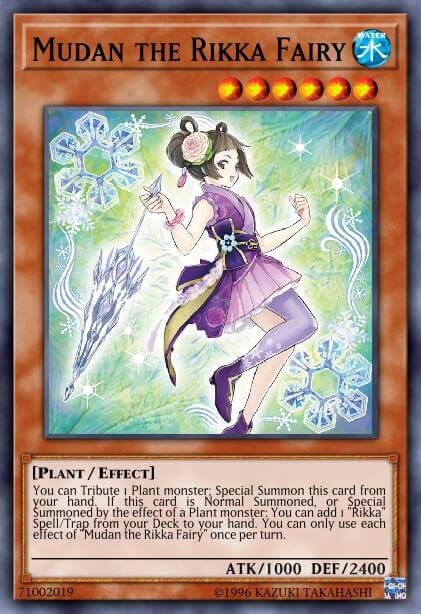 MUDAN THE RIKKA FAIRY
WATER
水
[PLANT / EFFECT]
You can Tribute 1 Plant monster; Special Summon this card from
your hand. If this card is Normal Summoned, or Special
Summoned by the effect of a Plant monster: You can add 1 "Rikka"
Spell/Trap from your Deck to your hand. You can only use each
effect of "Mudan the Rikka Fairy" once per turn.
ATK/1000 DEF/2400
71002019
©1996 KAZUKI TAKAHASHI